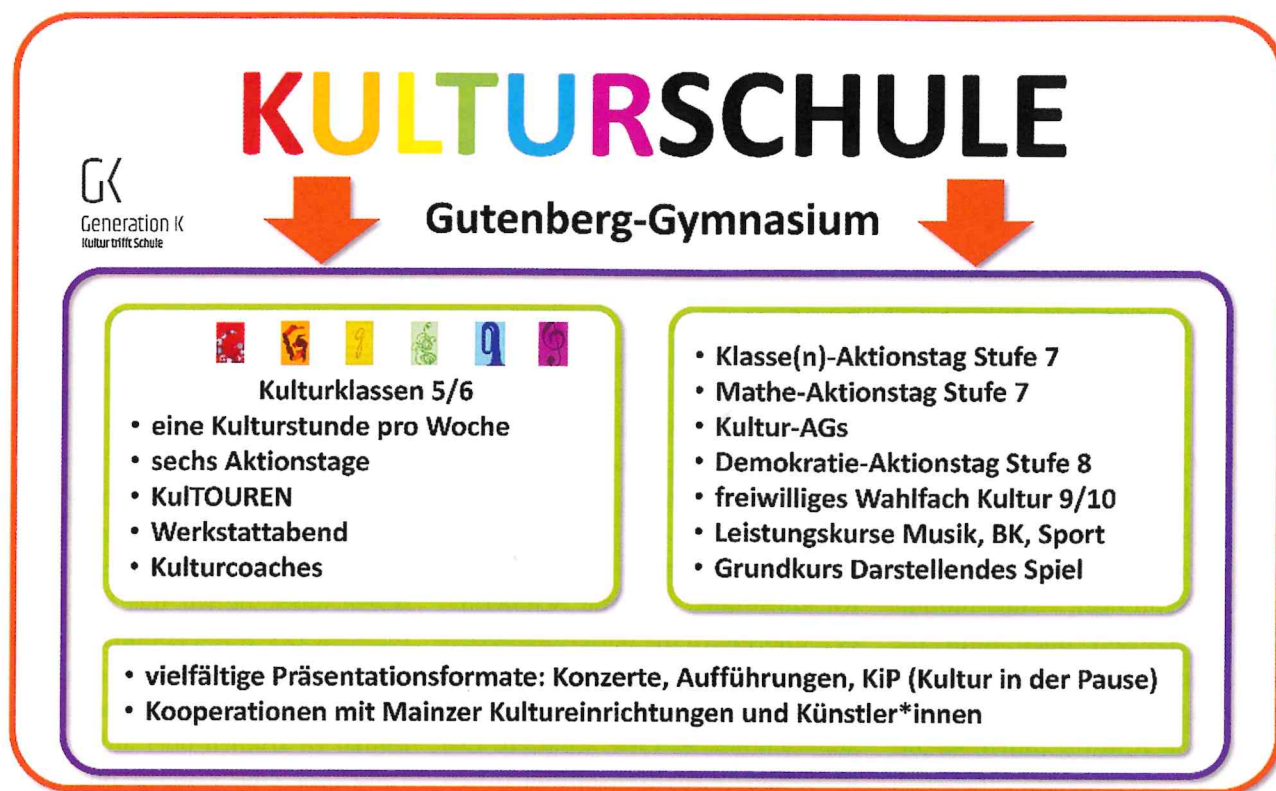 KULTURSCHULE
GK
Generation K
Kultur trifft Schule
Gutenberg-Gymnasium
Kulturklassen 5/6
• eine Kulturstunde pro Woche
• sechs Aktionstage
• KulTOUREN
• Werkstattabend
• Kulturcoaches
• Klasse(n)-Aktionstag Stufe 7
• Mathe-Aktionstag Stufe 7
• Kultur-AGs
• Demokratie-Aktionstag Stufe 8
• freiwilliges Wahlfach Kultur 9/10
• Leistungskurse Musik, BK, Sport
• Grundkurs Darstellendes Spiel
• vielfältige Präsentationsformate: Konzerte, Aufführungen, KiP (Kultur in der Pause)
• Kooperationen mit Mainzer Kultureinrichtungen und Künstler*innen